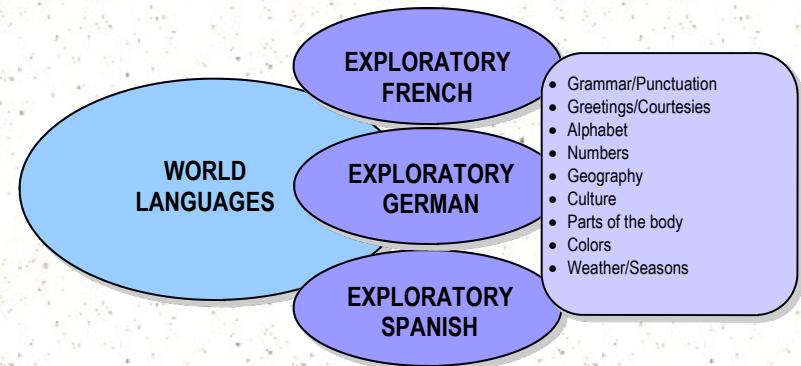 WORLD
LANGUAGES
EXPLORATORY
FRENCH
EXPLORATORY
GERMAN
EXPLORATORY
SPANISH
• Grammar/Punctuation
• Greetings/Courtesies
• Alphabet
• Numbers
• Geography
• Culture
• Parts of the body
• Colors
• Weather/Seasons